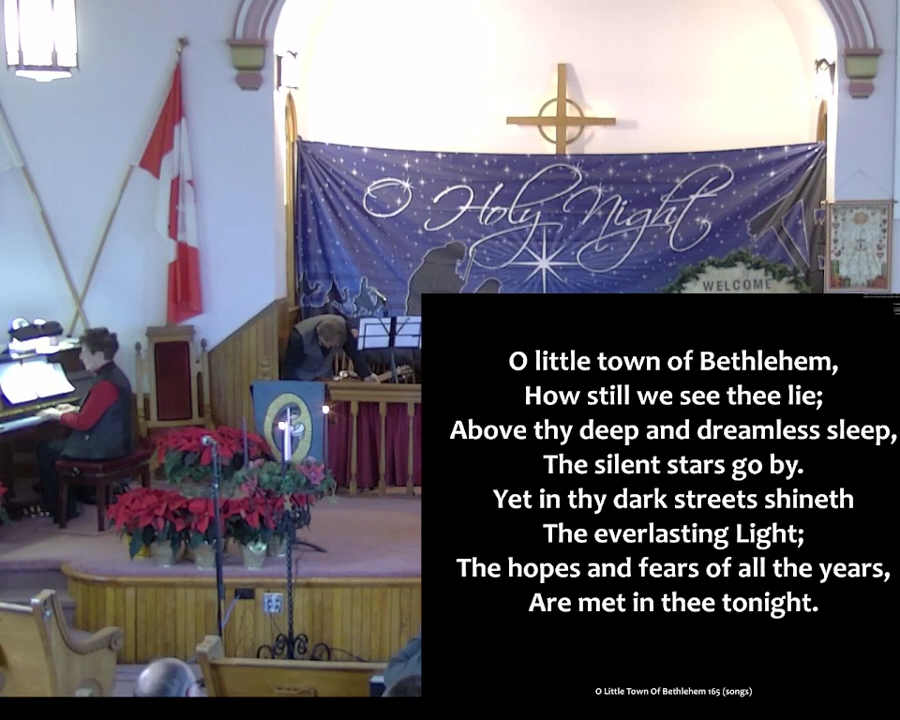 O Holy Night
WELCOME
O little town of Bethlehem,
How still we see thee lie;
Above thy deep and dreamless sleep,
The silent stars go by.
Yet in thy dark streets shineth
The everlasting Light;
The hopes and fears of all the years,
Are met in thee tonight.
O Little Town Of Bethlehem 165 (songs)